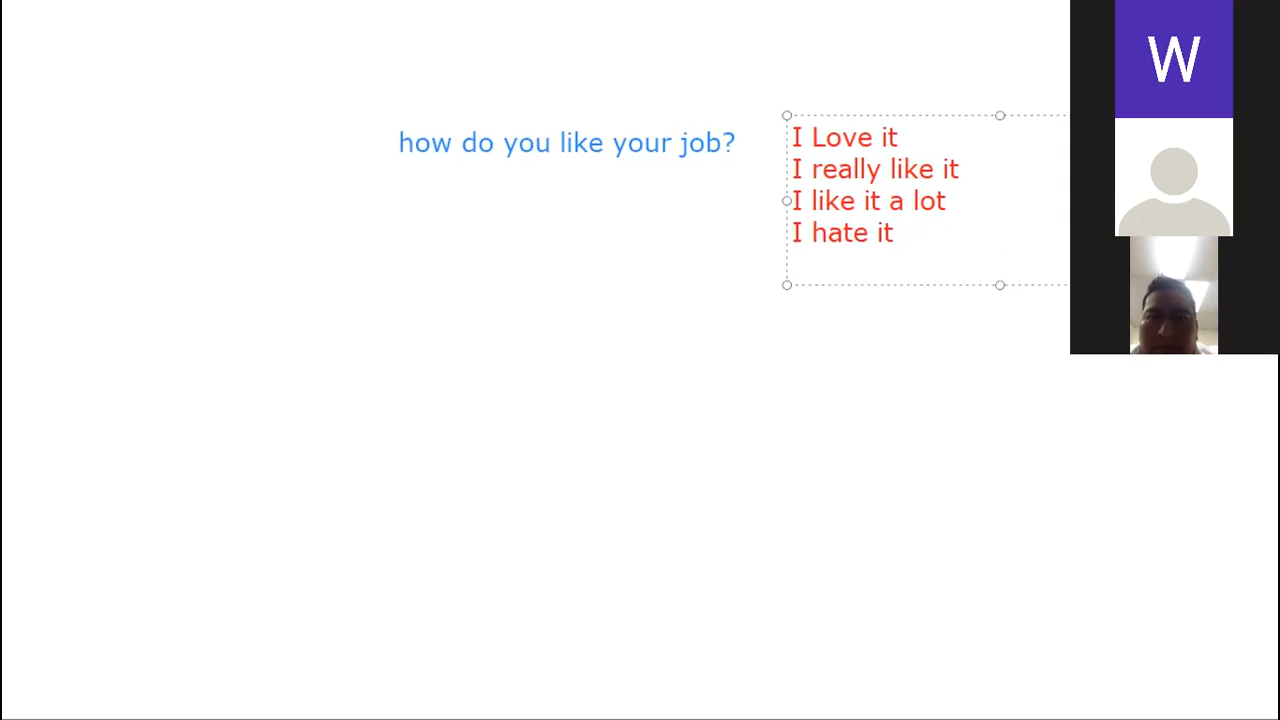 how do you like your job?
I Love it
I really like it
I like it a lot
I hate it
W